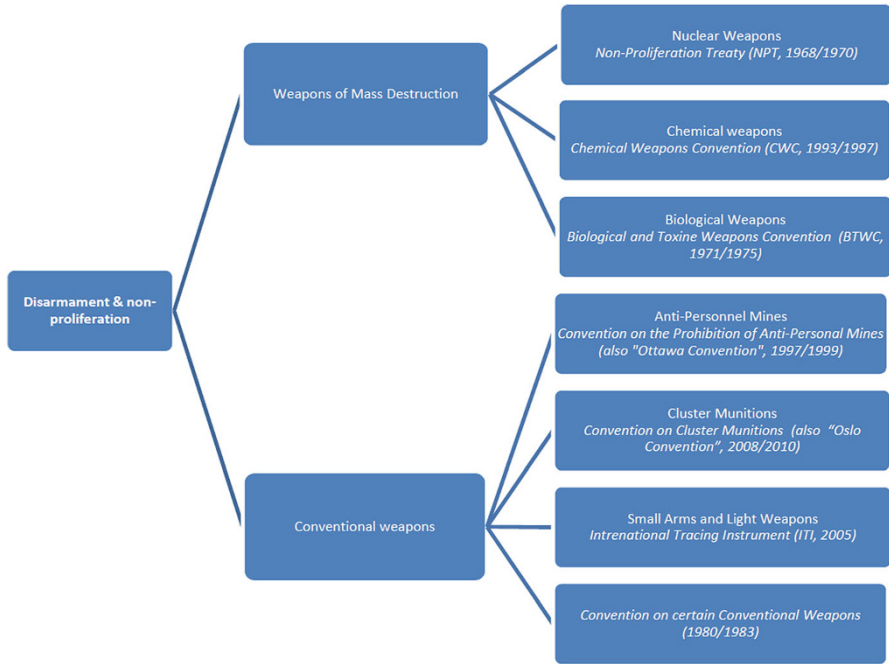 Nuclear Weapons
Non-Proliferation Treaty (NPT, 1968/1970)
Weapons of Mass Destruction
Chemical weapons
Chemical Weapons Convention (CWC, 1993/1997)
Biological Weapons
Biological and Toxine Weapons Convention (BTWC,
1971/1975)
Disarmament & non-
proliferation
Anti-Personnel Mines
Convention on the Prohibition of Anti-Personal Mines
(also "Ottawa Convention", 1997/1999)
Cluster Munitions
Convention on Cluster Munitions (also “Oslo
Convention”, 2008/2010)
Conventional weapons
Small Arms and Light Weapons
Intrenational Tracing Instrument (ITI, 2005)
Convention on certain Conventional Weapons
(1980/1983)